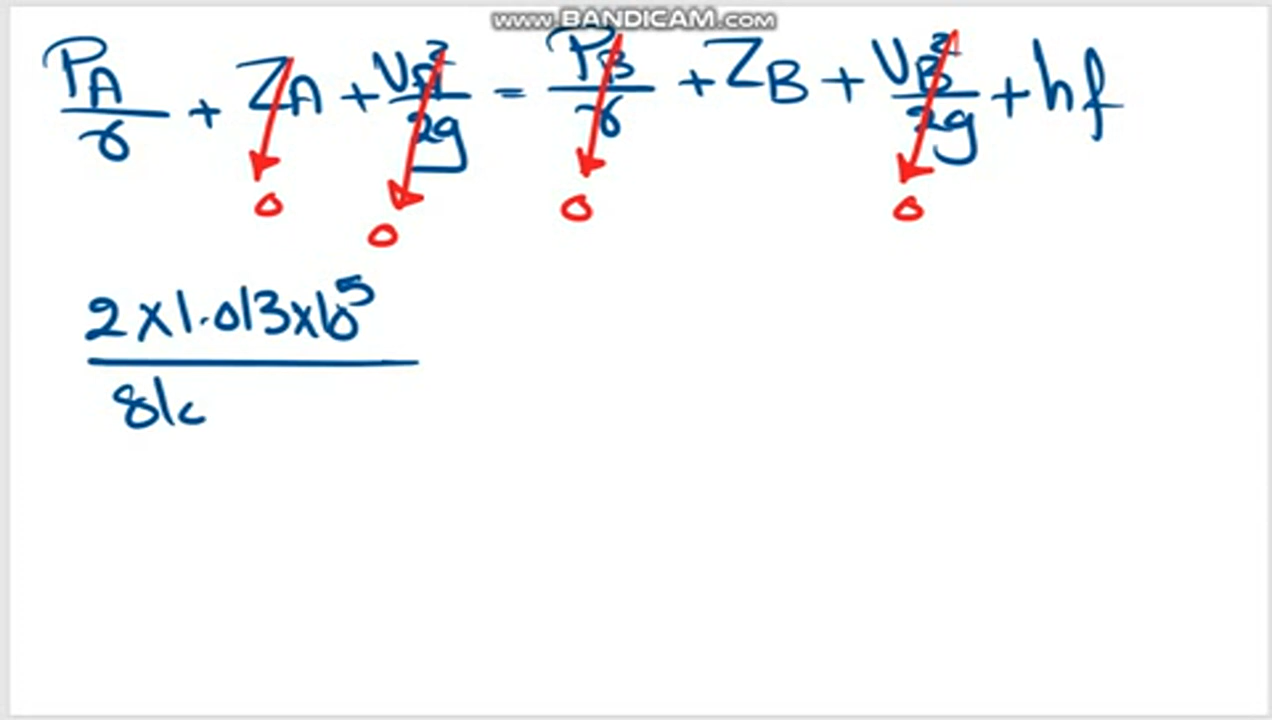 www.BANDICAM.com
PA/γ + ZA + VA²/2g = PB/γ + ZB + VB²/2g + hf
0 0 0 0
2×1.013×10⁵
81